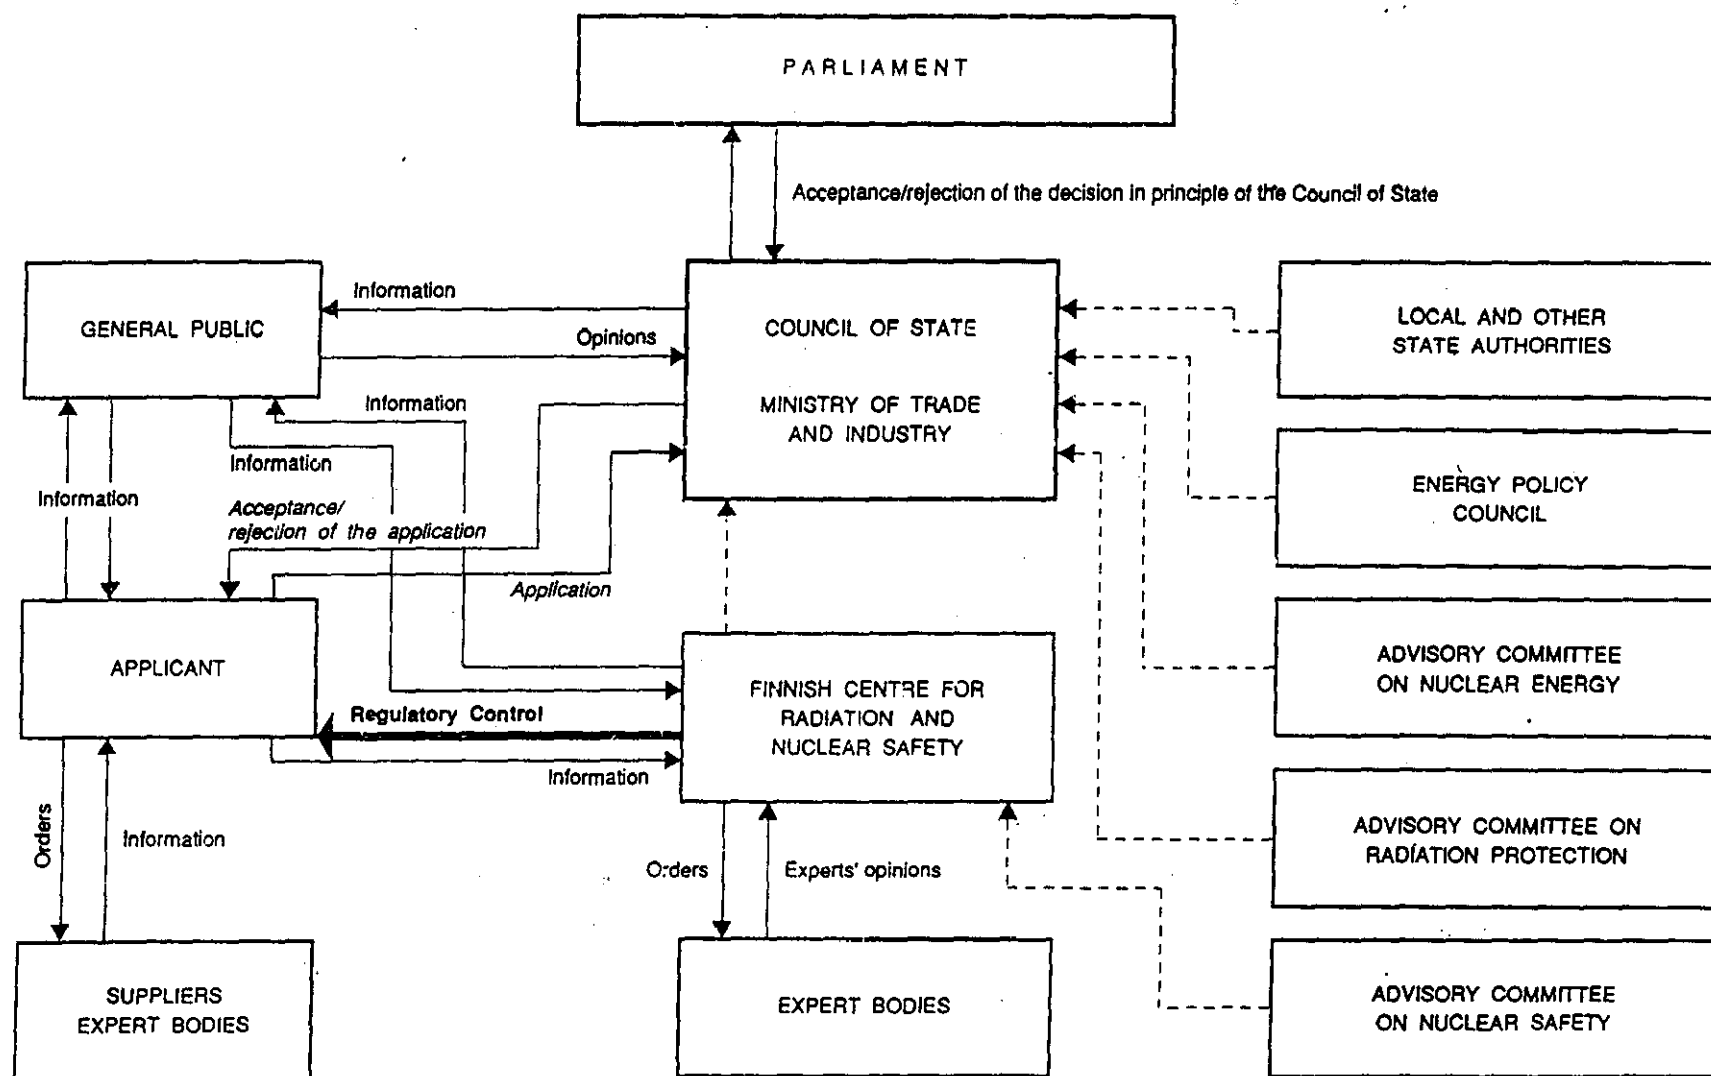 PARLIAMENT
Acceptance/rejection of the decision in principle of the Council of State
GENERAL PUBLIC
Information
Opinions
COUNCIL OF STATE
MINISTRY OF TRADE
AND INDUSTRY
LOCAL AND OTHER
STATE AUTHORITIES
Information
Information
Information
Acceptance/
rejection of the application
Application
ENERGY POLICY
COUNCIL
APPLICANT
Regulatory Control
Information
FINNISH CENTRE FOR
RADIATION AND
NUCLEAR SAFETY
ADVISORY COMMITTEE
ON NUCLEAR ENERGY
Orders
Information
Orders
Experts' opinions
ADVISORY COMMITTEE ON
RADIATION PROTECTION
SUPPLIERS
EXPERT BODIES
EXPERT BODIES
ADVISORY COMMITTEE
ON NUCLEAR SAFETY